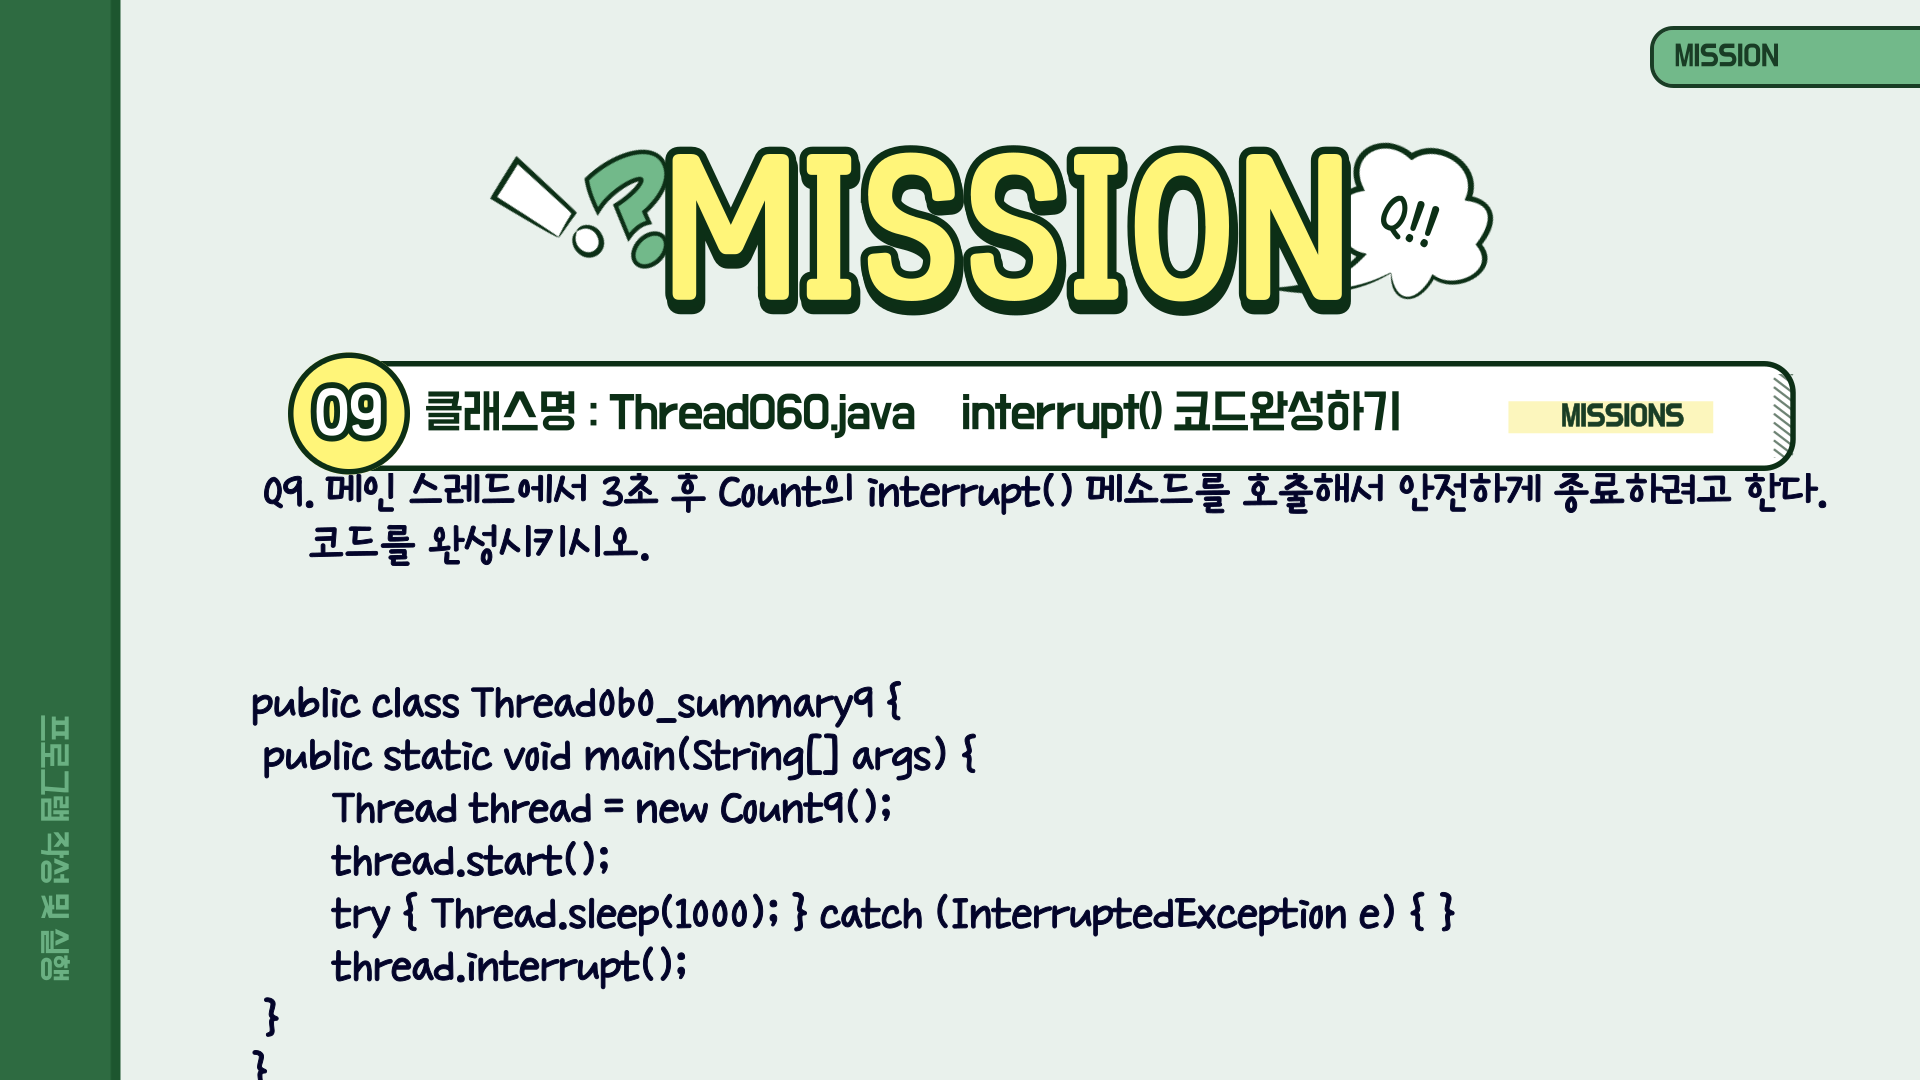 MISSION
MISSION
Q!!
09 클래스명 : Thread060.java interrupt() 코드완성하기 MISSIONS
Q9. 메인 스레드에서 3초 후 Count의 interrupt() 메소드를 호출해서 안전하게 종료하려고 한다.
코드를 완성시키시오.
public class Thread060_summary9 {
public static void main(String[] args) {
Thread thread = new Count9();
thread.start();
try { Thread.sleep(1000); } catch (InterruptedException e) { }
thread.interrupt();
}
}
프로그램 작성 및 실행